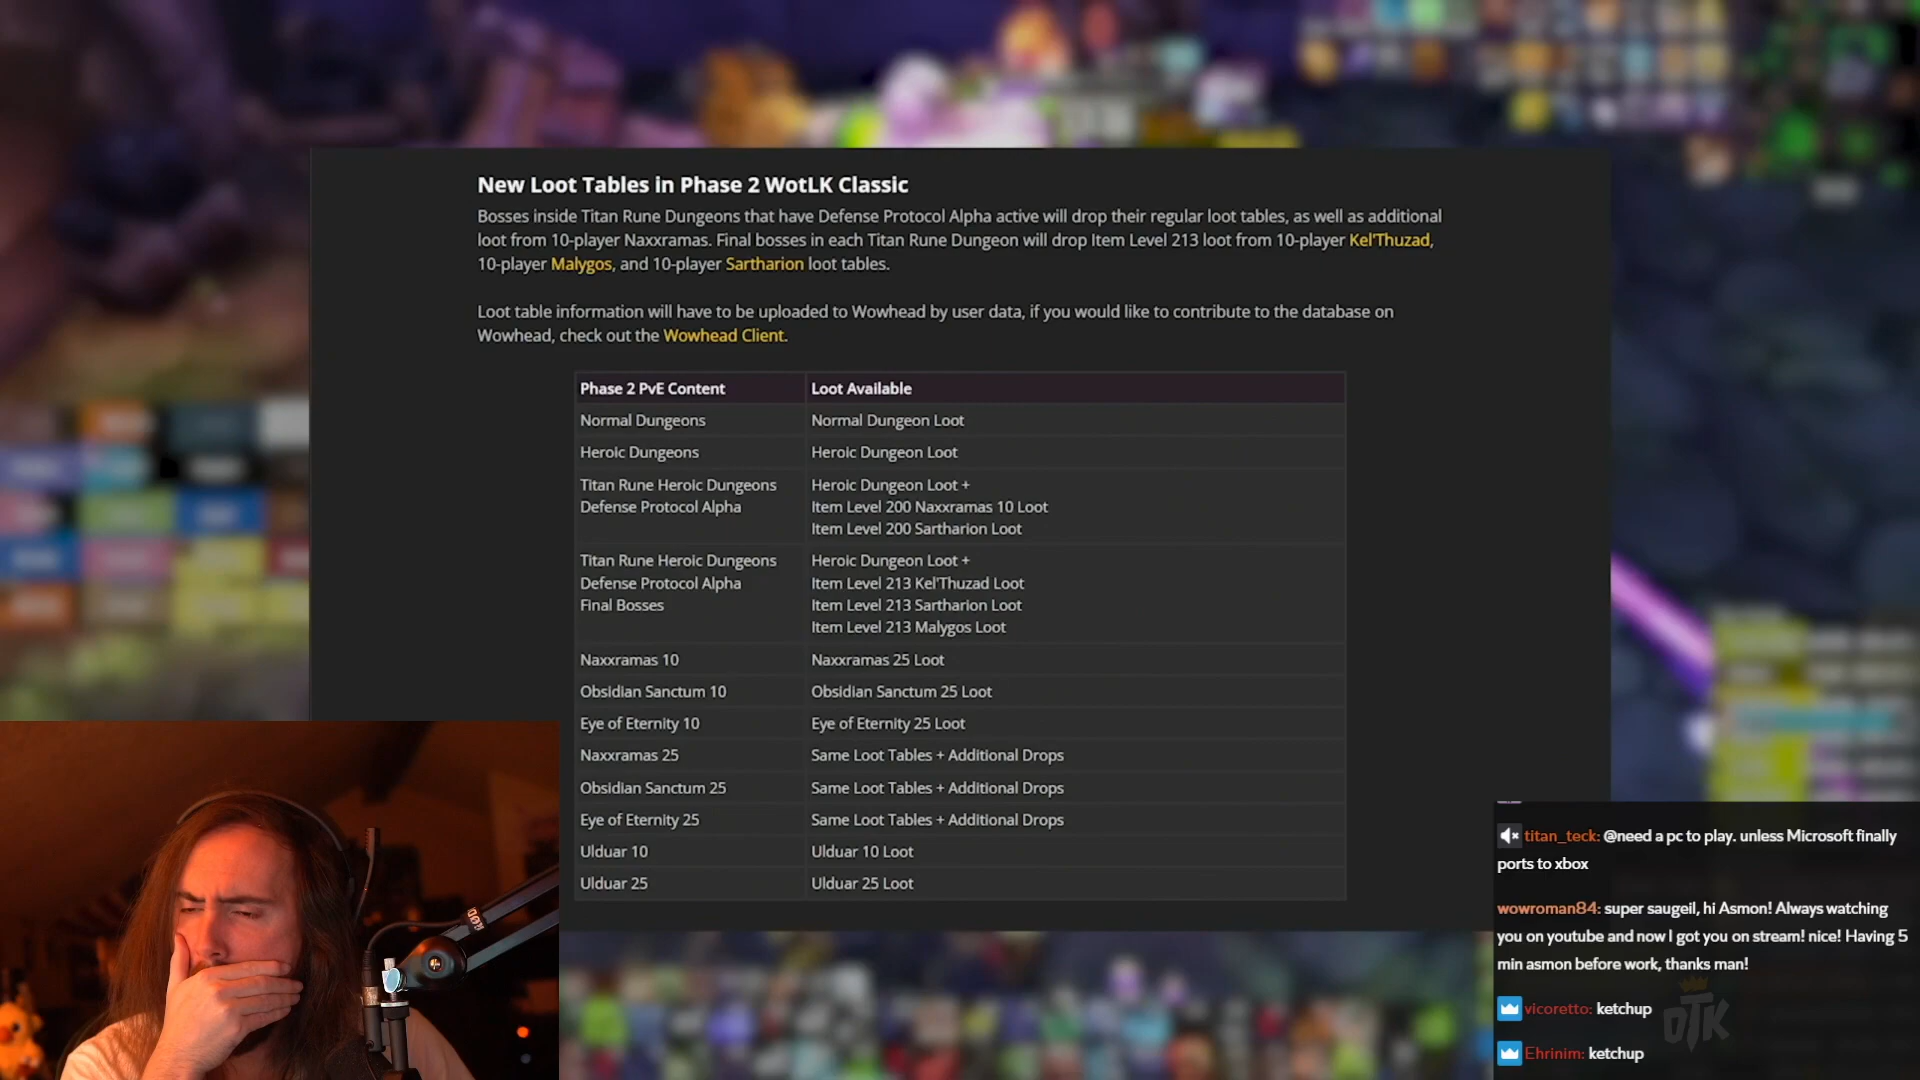 New Loot Tables in Phase 2 WotLK Classic
Bosses inside Titan Rune Dungeons that have Defense Protocol Alpha active will drop their regular loot tables, as well as additional
loot from 10-player Naxxramas. Final bosses in each Titan Rune Dungeon will drop Item Level 213 loot from 10-player Kel'Thuzad,
10-player Malygos, and 10-player Sartharion loot tables.
Loot table information will have to be uploaded to Wowhead by user data, if you would like to contribute to the database on
Wowhead, check out the Wowhead Client.
Phase 2 PvE Content Loot Available
Normal Dungeons Normal Dungeon Loot
Heroic Dungeons Heroic Dungeon Loot
Titan Rune Heroic Dungeons Heroic Dungeon Loot +
Defense Protocol Alpha Item Level 200 Naxxramas 10 Loot
Item Level 200 Sartharion Loot
Titan Rune Heroic Dungeons Heroic Dungeon Loot +
Defense Protocol Alpha Item Level 213 Kel'Thuzad Loot
Final Bosses Item Level 213 Sartharion Loot
Item Level 213 Malygos Loot
Naxxramas 10 Naxxramas 25 Loot
Obsidian Sanctum 10 Obsidian Sanctum 25 Loot
Eye of Eternity 10 Eye of Eternity 25 Loot
Naxxramas 25 Same Loot Tables + Additional Drops
Obsidian Sanctum 25 Same Loot Tables + Additional Drops
Eye of Eternity 25 Same Loot Tables + Additional Drops
Ulduar 10 Ulduar 10 Loot
Ulduar 25 Ulduar 25 Loot
titan_teck: @need a pc to play. unless Microsoft finally
ports to xbox
wowroman84: super saugeil, hi Asmon! Always watching
you on youtube and now I got you on stream! nice! Having 5
min asmon before work, thanks man!
vicoretto: ketchup
OTK
Ehrinim: ketchup